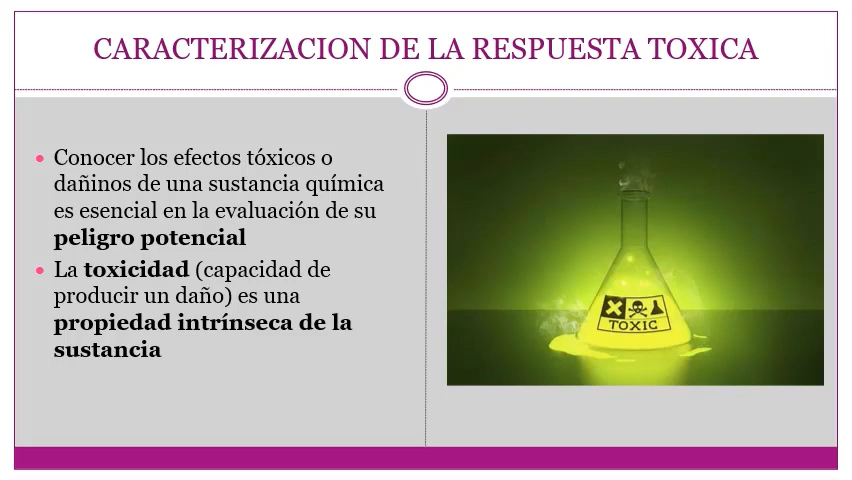 CARACTERIZACION DE LA RESPUESTA TOXICA
• Conocer los efectos tóxicos o
dañinos de una sustancia química
es esencial en la evaluación de su
peligro potencial
• La toxicidad (capacidad de
producir un daño) es una
propiedad intrínseca de la
sustancia
TOXIC